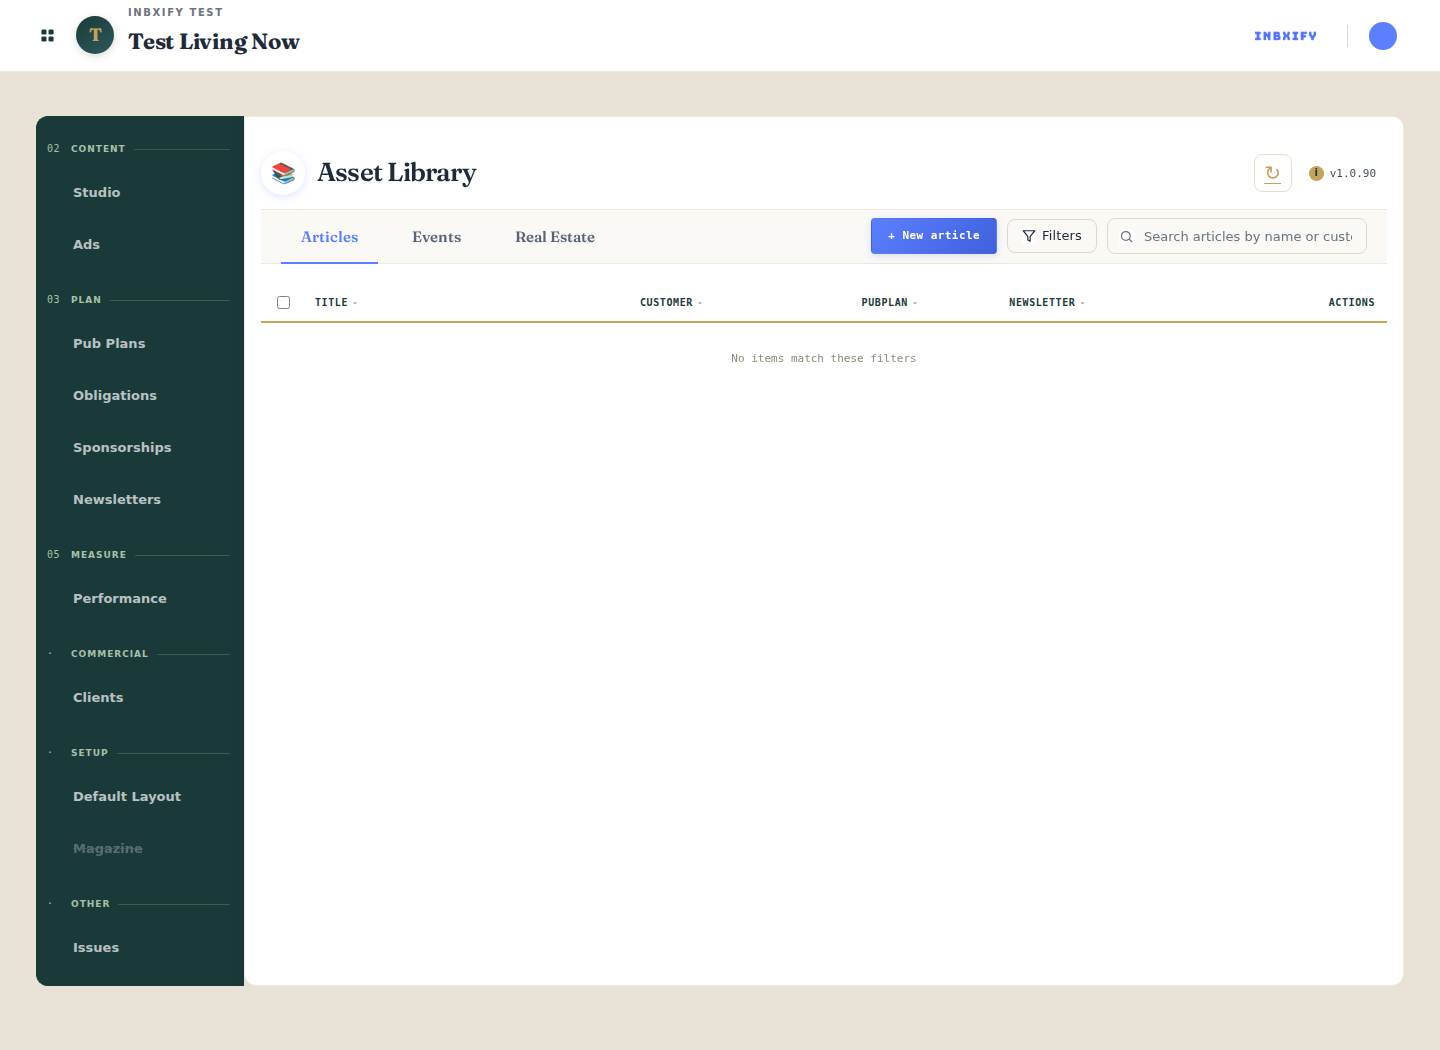 INBXIFY TEST
T
Test Living Now
INBXIFY
02 CONTENT
Studio
Ads
03 PLAN
Pub Plans
Obligations
Sponsorships
Newsletters
05 MEASURE
Performance
· COMMERCIAL
Clients
· SETUP
Default Layout
Magazine
· OTHER
Issues
📚 Asset Library
↻
i v1.0.90
Articles Events Real Estate
+ New article
Filters
Search articles by name or custo
TITLE - CUSTOMER - PUBPLAN - NEWSLETTER - ACTIONS
No items match these filters